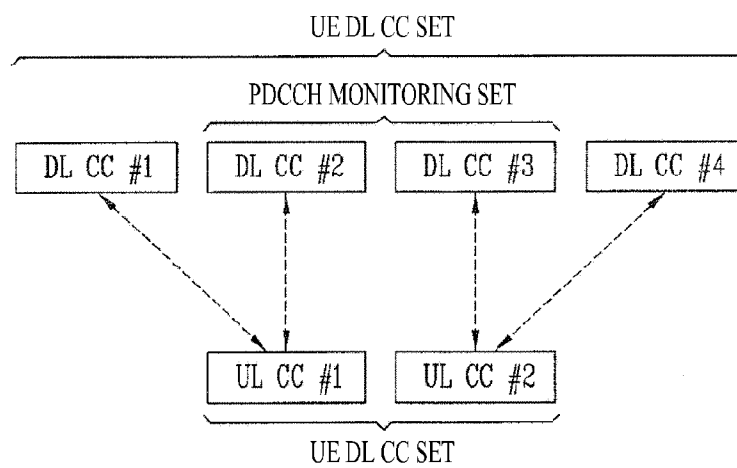 UE DL CC SET
PDCCH MONITORING SET
DL CC #1 DL CC #2 DL CC #3 DL CC #4
UL CC #1 UL CC #2
UE DL CC SET